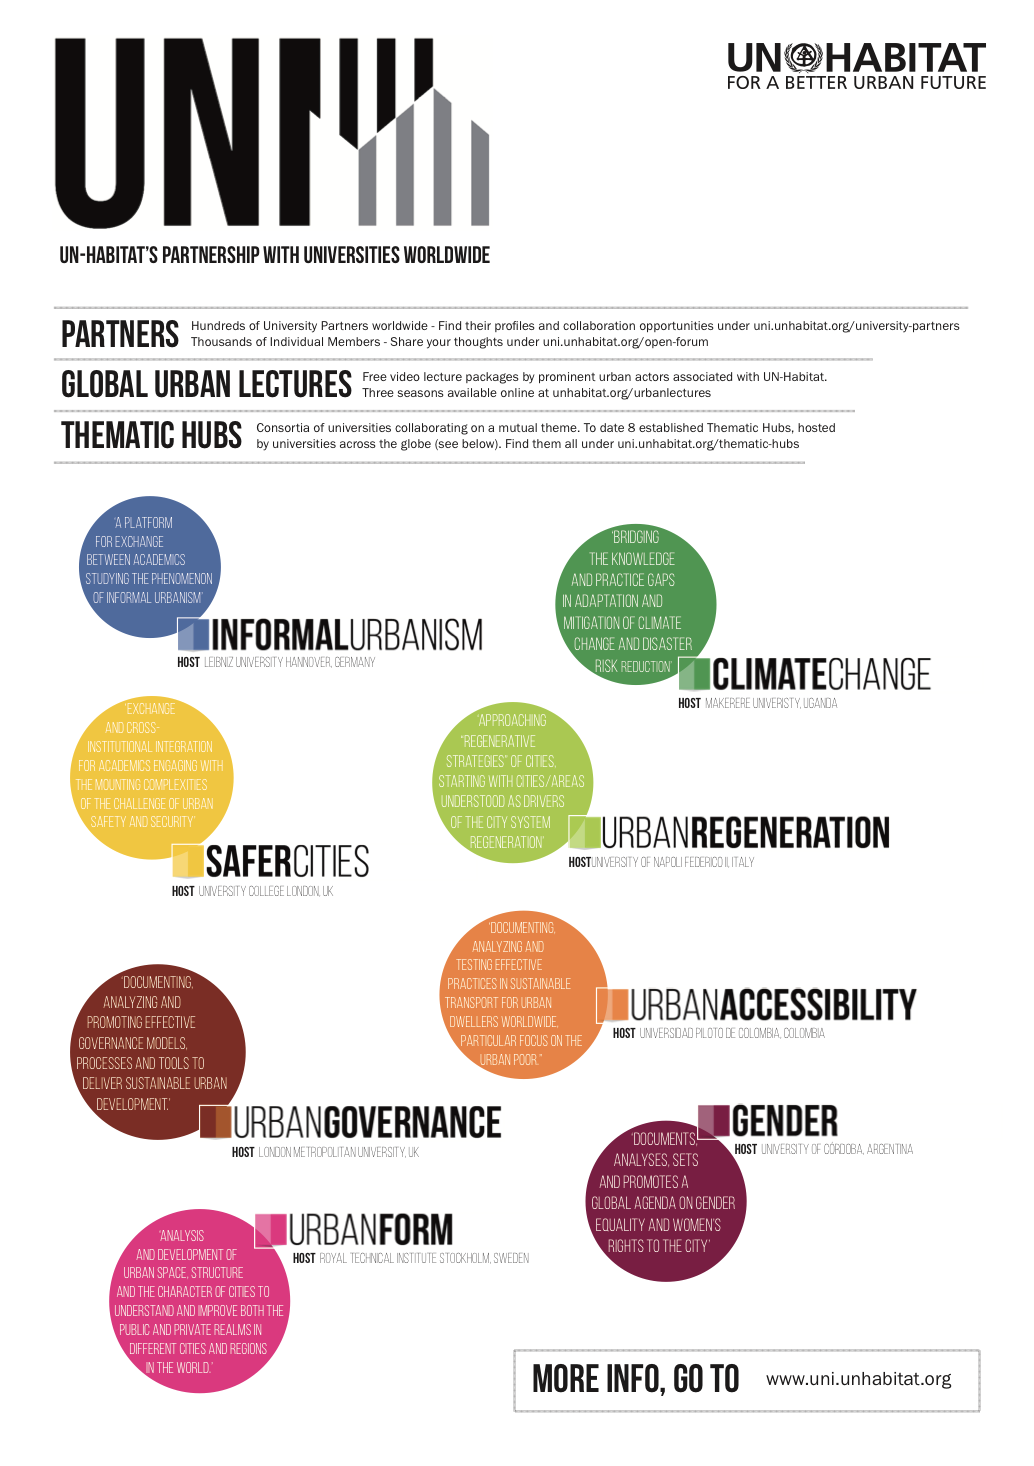 UNI
UN HABITAT
FOR A BETTER URBAN FUTURE
UN-HABITAT'S PARTNERSHIP WITH UNIVERSITIES WORLDWIDE
PARTNERS
Hundreds of University Partners worldwide - Find their profiles and collaboration opportunities under uni.unhabitat.org/university-partners
Thousands of Individual Members - Share your thoughts under uni.unhabitat.org/open-forum
GLOBAL URBAN LECTURES
Free video lecture packages by prominent urban actors associated with UN-Habitat.
Three seasons available online at unhabitat.org/urbanlectures
THEMATIC HUBS
Consortia of universities collaborating on a mutual theme. To date 8 established Thematic Hubs, hosted
by universities across the globe (see below). Find them all under uni.unhabitat.org/thematic-hubs
'A PLATFORM
FOR EXCHANGE
BETWEEN ACADEMICS
STUDYING THE PHENOMENON
OF INFORMAL URBANISM'
INFORMALURBANISM
HOST LEIBNIZ UNIVERSITY HANNOVER, GERMANY
'BRIDGING
THE KNOWLEDGE
AND PRACTICE GAPS
IN ADAPTATION AND
MITIGATION OF CLIMATE
CHANGE AND DISASTER
RISK REDUCTION'
CLIMATECHANGE
HOST MAKERERE UNIVERISTY, UGANDA
'EXCHANGE
AND CROSS-
INSTITUTIONAL INTEGRATION
FOR ACADEMICS ENGAGING WITH
THE MOUNTING COMPLEXITIES
OF THE CHALLENGE OF URBAN
SAFETY AND SECURITY'
SAFERCITIES
HOST UNIVERSITY COLLEGE LONDON, UK
'APPROACHING
"REGENERATIVE
STRATEGIES" OF CITIES,
STARTING WITH CITIES/AREAS
UNDERSTOOD AS DRIVERS
OF THE CITY SYSTEM
REGENERATION'
URBANREGENERATION
HOSTUNIVERSITY OF NAPOLI FEDERICO II, ITALY
'DOCUMENTING,
ANALYZING AND
TESTING EFFECTIVE
PRACTICES IN SUSTAINABLE
TRANSPORT FOR URBAN
DWELLERS WORLDWIDE,
PARTICULAR FOCUS ON THE
URBAN POOR."
URBANACCESSIBILITY
HOST UNIVERSIDAD PILOTO DE COLOMBIA, COLOMBIA
'DOCUMENTING,
ANALYZING AND
PROMOTING EFFECTIVE
GOVERNANCE MODELS,
PROCESSES AND TOOLS TO
DELIVER SUSTAINABLE URBAN
DEVELOPMENT.'
URBANGOVERNANCE
HOST LONDON METROPOLITAN UNIVERSITY, UK
GENDER
HOST UNIVERSITY OF CÓRDOBA, ARGENTINA
'DOCUMENTS,
ANALYSES, SETS
AND PROMOTES A
GLOBAL AGENDA ON GENDER
EQUALITY AND WOMEN'S
RIGHTS TO THE CITY'
URBANFORM
HOST ROYAL TECHNICAL INSTITUTE STOCKHOLM, SWEDEN
'ANALYSIS
AND DEVELOPMENT OF
URBAN SPACE, STRUCTURE
AND THE CHARACTER OF CITIES TO
UNDERSTAND AND IMPROVE BOTH THE
PUBLIC AND PRIVATE REALMS IN
DIFFERENT CITIES AND REGIONS
IN THE WORLD.'
MORE INFO, GO TO www.uni.unhabitat.org